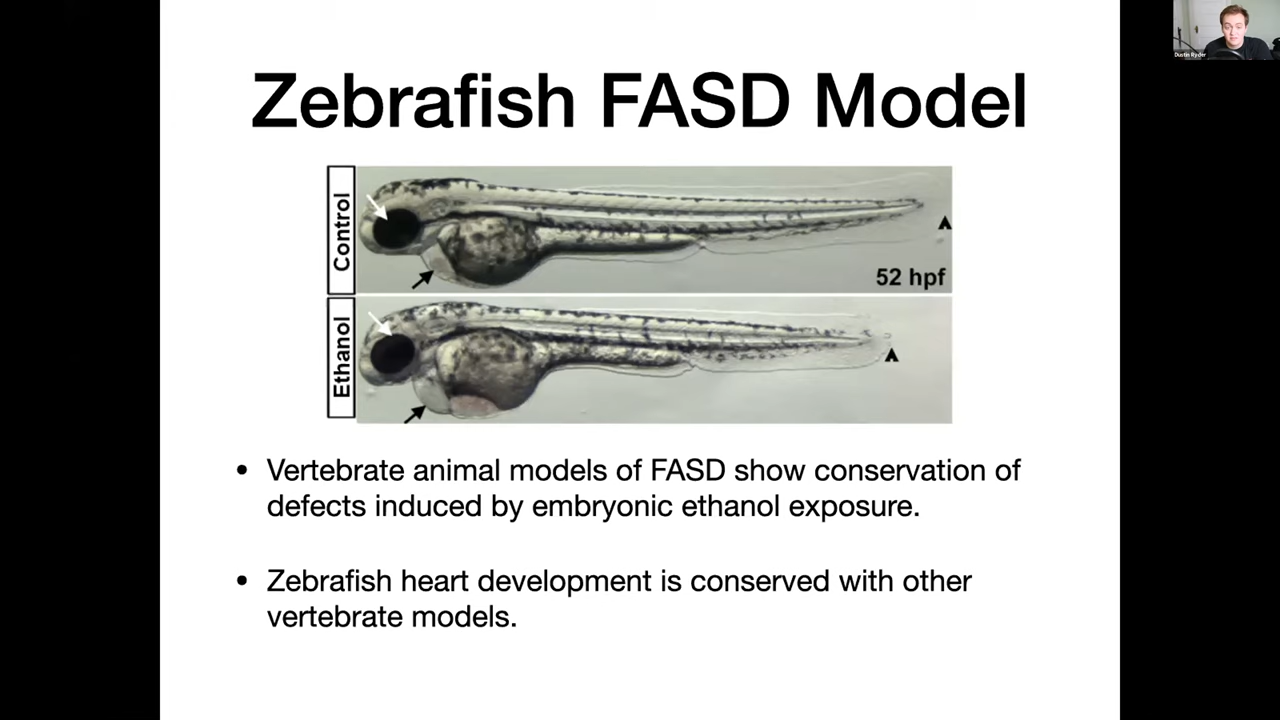 Dustin Ryder
Zebrafish FASD Model
Control
52 hpf
Ethanol
• Vertebrate animal models of FASD show conservation of
defects induced by embryonic ethanol exposure.
• Zebrafish heart development is conserved with other
vertebrate models.